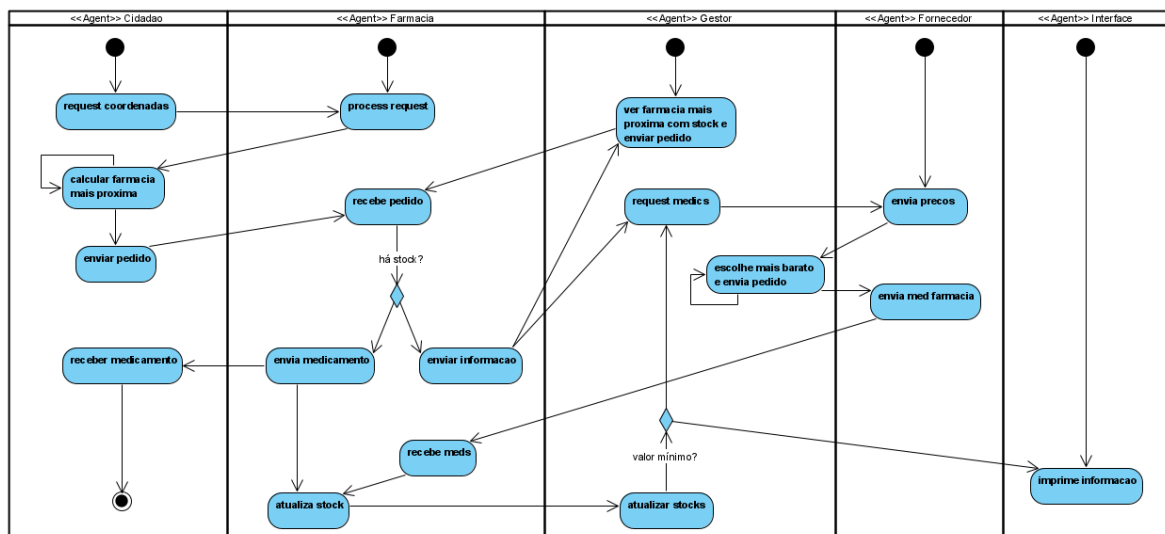 <<Agent>> Cidadao
<<Agent>> Farmacia
<<Agent>> Gestor
<<Agent>> Fornecedor
<<Agent>> Interface
request coordenadas
process request
ver farmacia mais
proxima com stock e
enviar pedido
calcular farmacia
mais proxima
recebe pedido
request medics
envia precos
enviar pedido
há stock?
escolhe mais barato
e envia pedido
envia med farmacia
receber medicamento
envia medicamento
enviar informacao
recebe meds
valor mínimo?
imprime informacao
atualiza stock
atualizar stocks